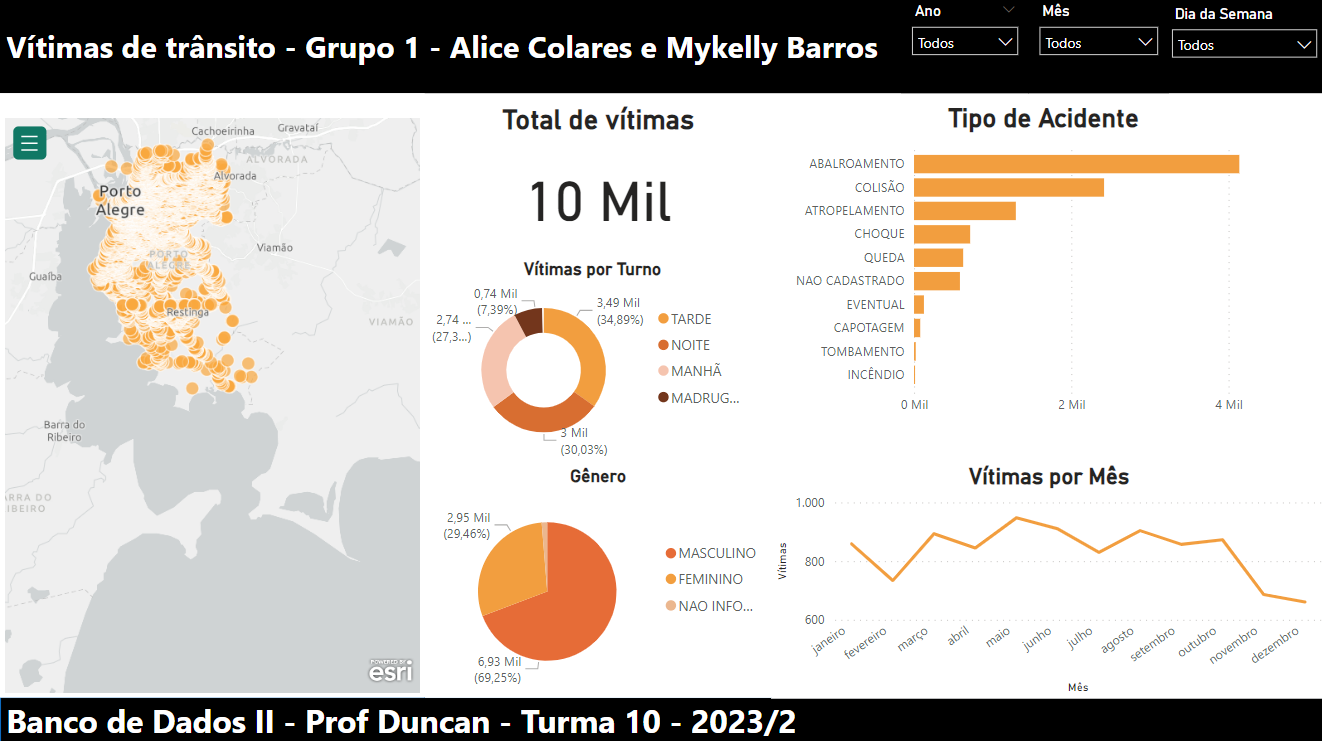 Vítimas de trânsito - Grupo 1 - Alice Colares e Mykelly Barros
Ano
Todos
Mês
Todos
Dia da Semana
Todos
Cachoeirinha
Gravataí
ALVORADA
Alvorada
Porto
Alegre
PORTO
ALEGRE
Viamão
Guaíba
Restinga
VIAMÃO
Barra do
Ribeiro
ARRA DO
IBEIRO
POWERED BY
esri
Total de vítimas
10 Mil
Vítimas por Turno
0,74 Mil
(7,39%)
3,49 Mil
(34,89%)
2,74 ...
(27,3...)
3 Mil
(30,03%)
TARDE
NOITE
MANHÃ
MADRUG...
Gênero
2,95 Mil
(29,46%)
6,93 Mil
(69,25%)
MASCULINO
FEMININO
NAO INFO...
Tipo de Acidente
ABALROAMENTO
COLISÃO
ATROPELAMENTO
CHOQUE
QUEDA
NAO CADASTRADO
EVENTUAL
CAPOTAGEM
TOMBAMENTO
INCÊNDIO
0 Mil
2 Mil
4 Mil
Vítimas por Mês
1.000
800
600
Vítimas
janeiro
fevereiro
março
abril
maio
junho
julho
agosto
setembro
outubro
novembro
dezembro
Mês
Banco de Dados II - Prof Duncan - Turma 10 - 2023/2